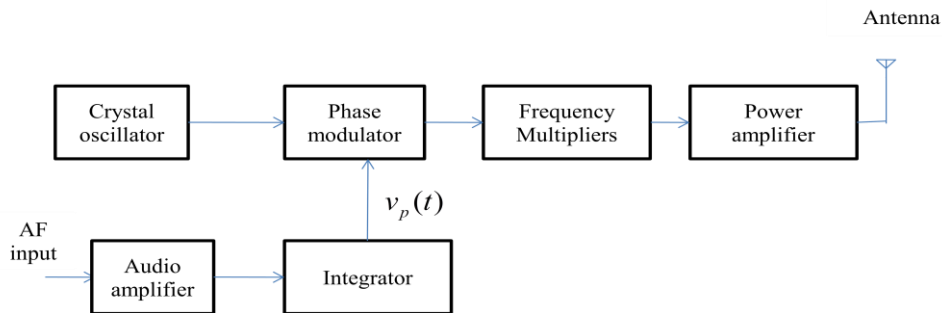 Antenna
Crystal
oscillator
Phase
modulator
Frequency
Multipliers
Power
amplifier
v_p(t)
AF
input
Audio
amplifier
Integrator